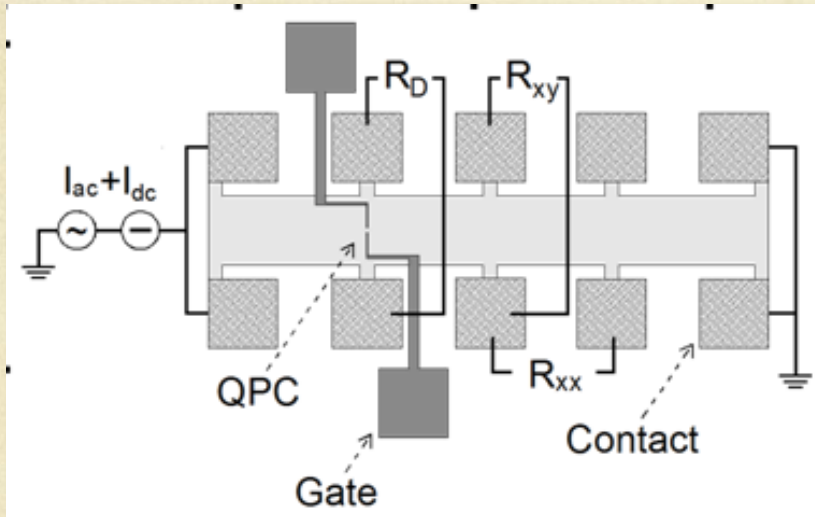 R_D
R_xy
I_ac+I_dc
~
−
R_xx
QPC
Contact
Gate